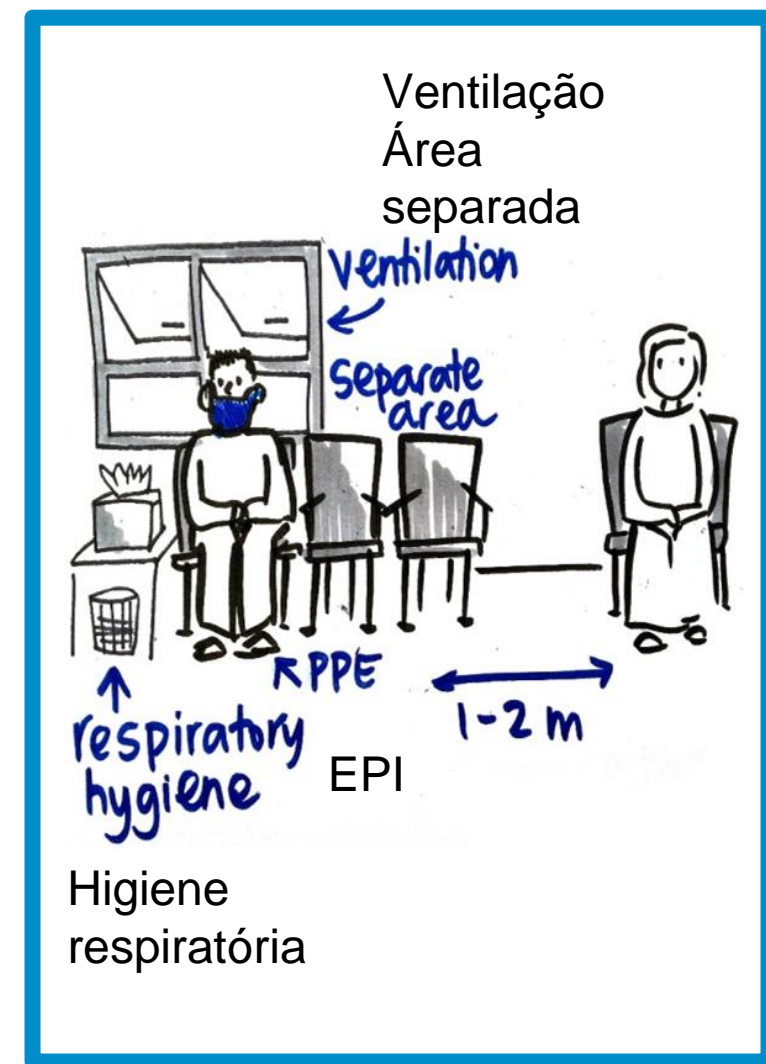 Ventilação
Área
separada
ventilation
separate
area
PPE
1-2 m
respiratory
hygiene
EPI
Higiene
respiratória